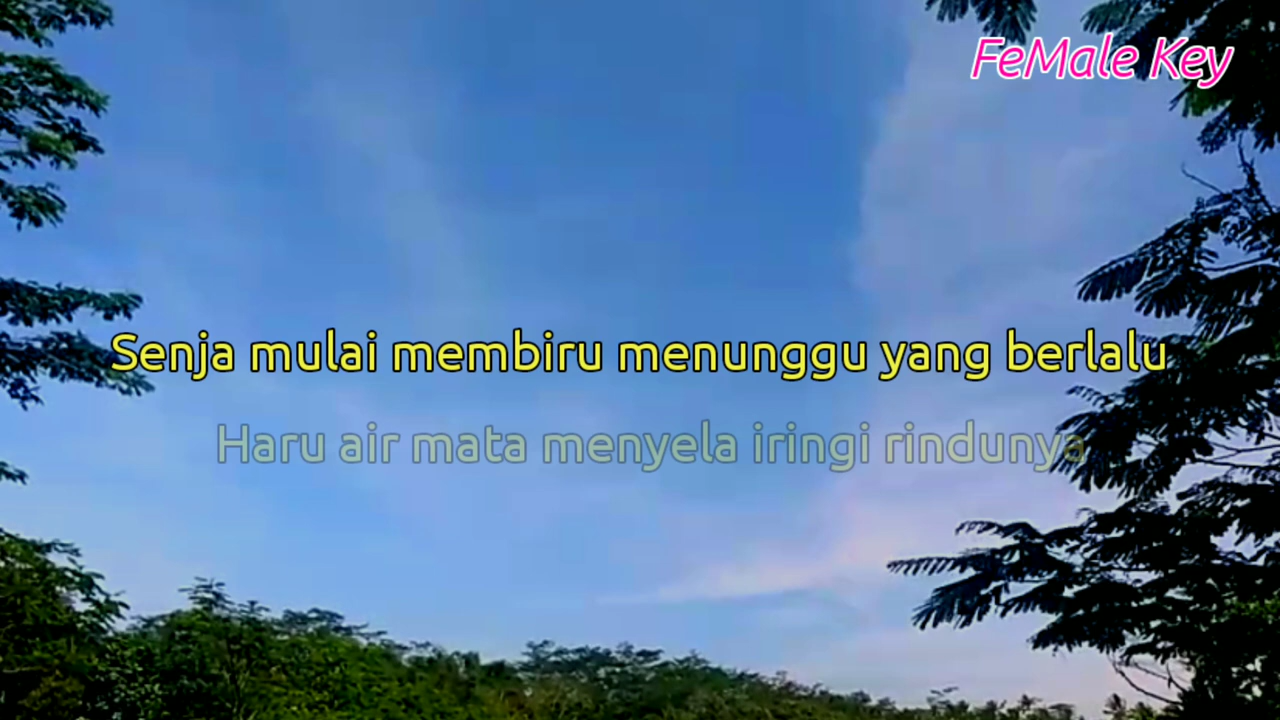 FeMale Key
Senja mulai membiru menunggu yang berlalu
Haru air mata menyela iringi rindunya